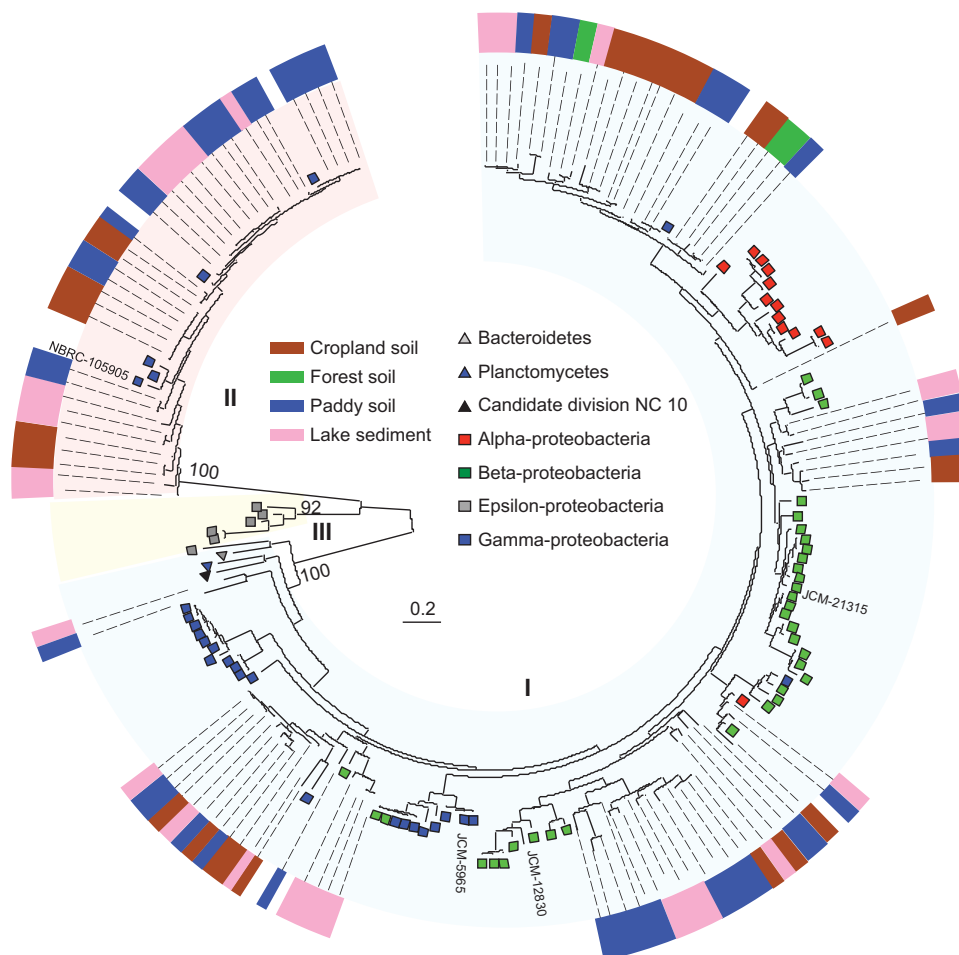 NBRC-105905
II
100
Cropland soil
Forest soil
Paddy soil
Lake sediment
Bacteroidetes
Planctomycetes
Candidate division NC 10
Alpha-proteobacteria
Beta-proteobacteria
Epsilon-proteobacteria
Gamma-proteobacteria
92
III
100
0.2
I
JCM-21315
JCM-5965
JCM-12830